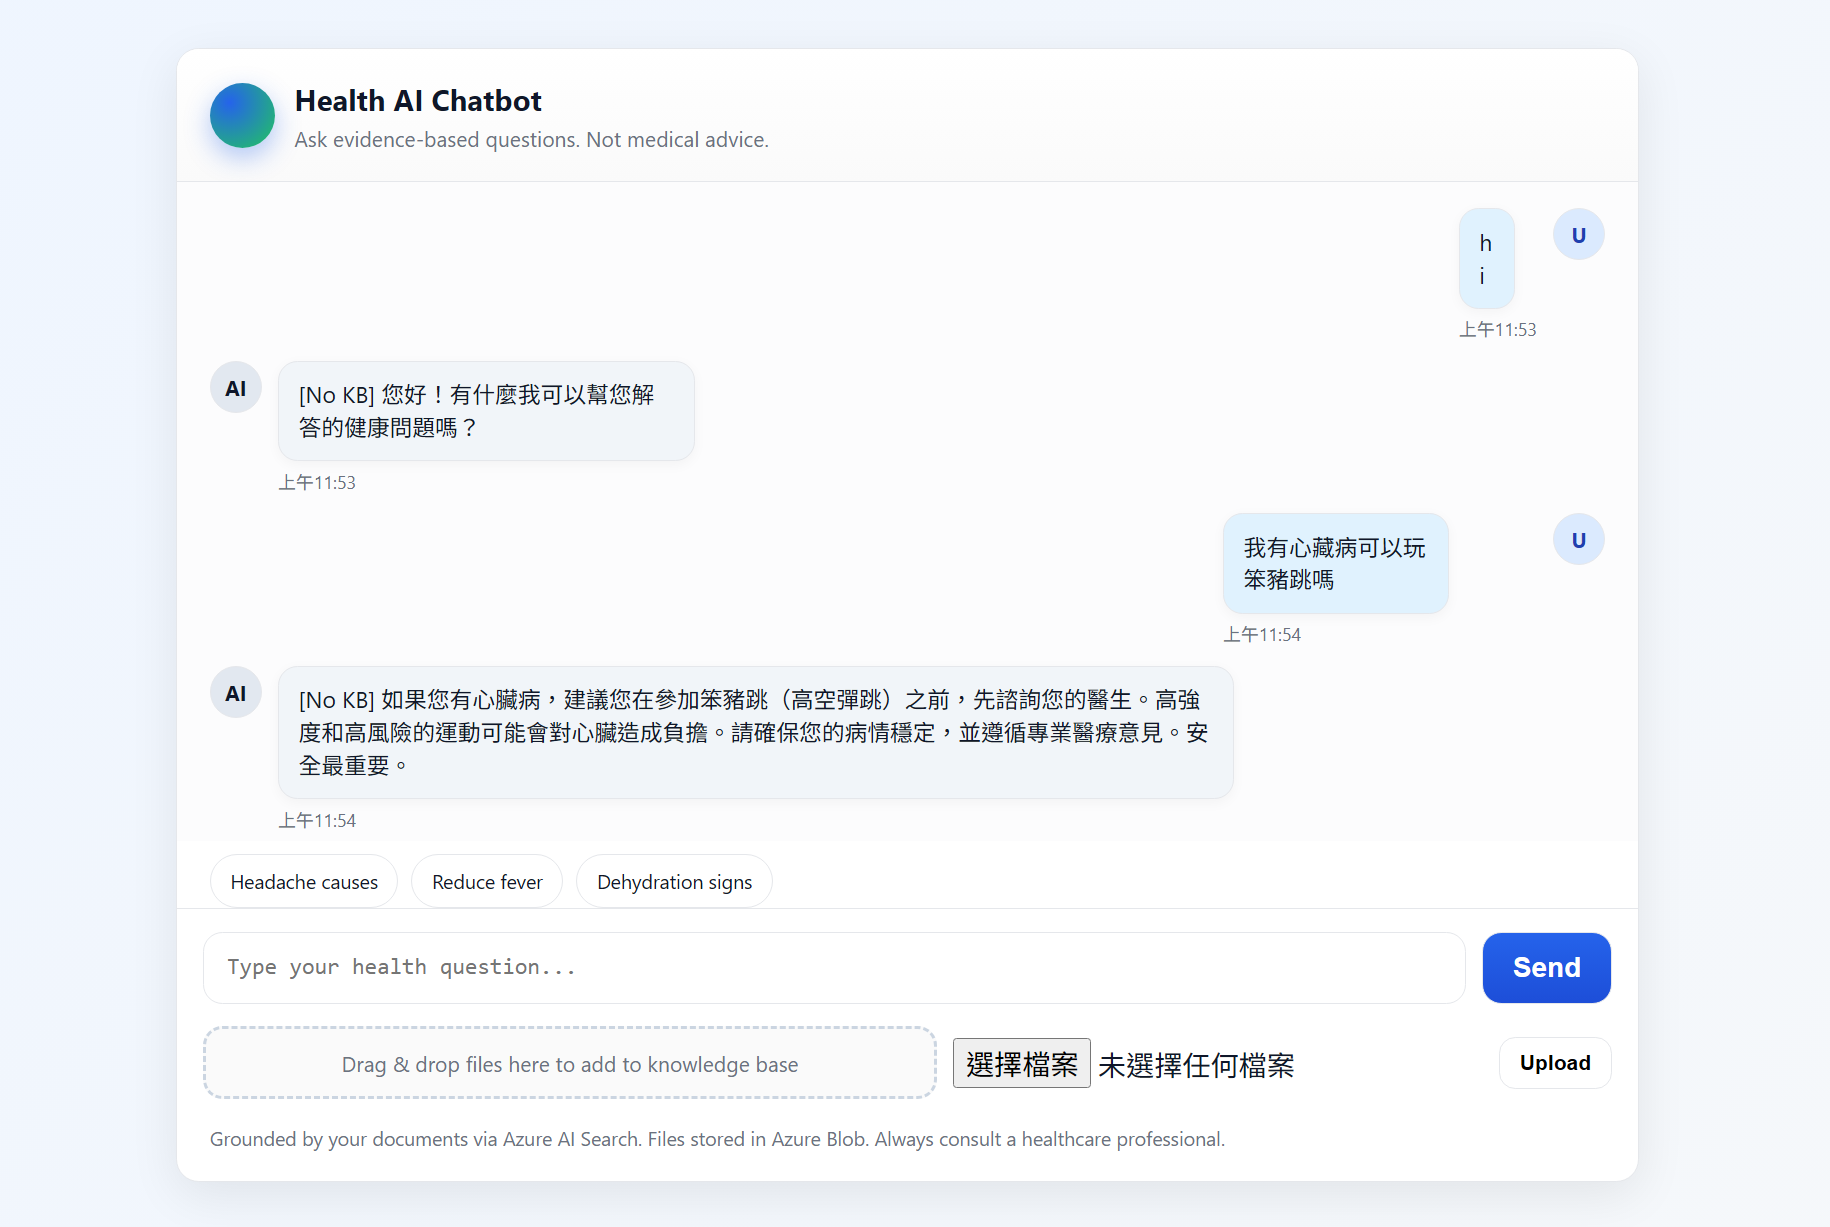 Health AI Chatbot
Ask evidence-based questions. Not medical advice.
h
i
U
上午11:53
AI
[No KB] 您好！有什麼我可以幫您解
答的健康問題嗎？
上午11:53
我有心藏病可以玩
笨豬跳嗎
U
上午11:54
AI
[No KB] 如果您有心臟病，建議您在參加笨豬跳（高空彈跳）之前，先諮詢您的醫生。高強
度和高風險的運動可能會對心臟造成負擔。請確保您的病情穩定，並遵循專業醫療意見。安
全最重要。
上午11:54
Headache causes
Reduce fever
Dehydration signs
Type your health question...
Send
Drag & drop files here to add to knowledge base
選擇檔案 未選擇任何檔案
Upload
Grounded by your documents via Azure AI Search. Files stored in Azure Blob. Always consult a healthcare professional.